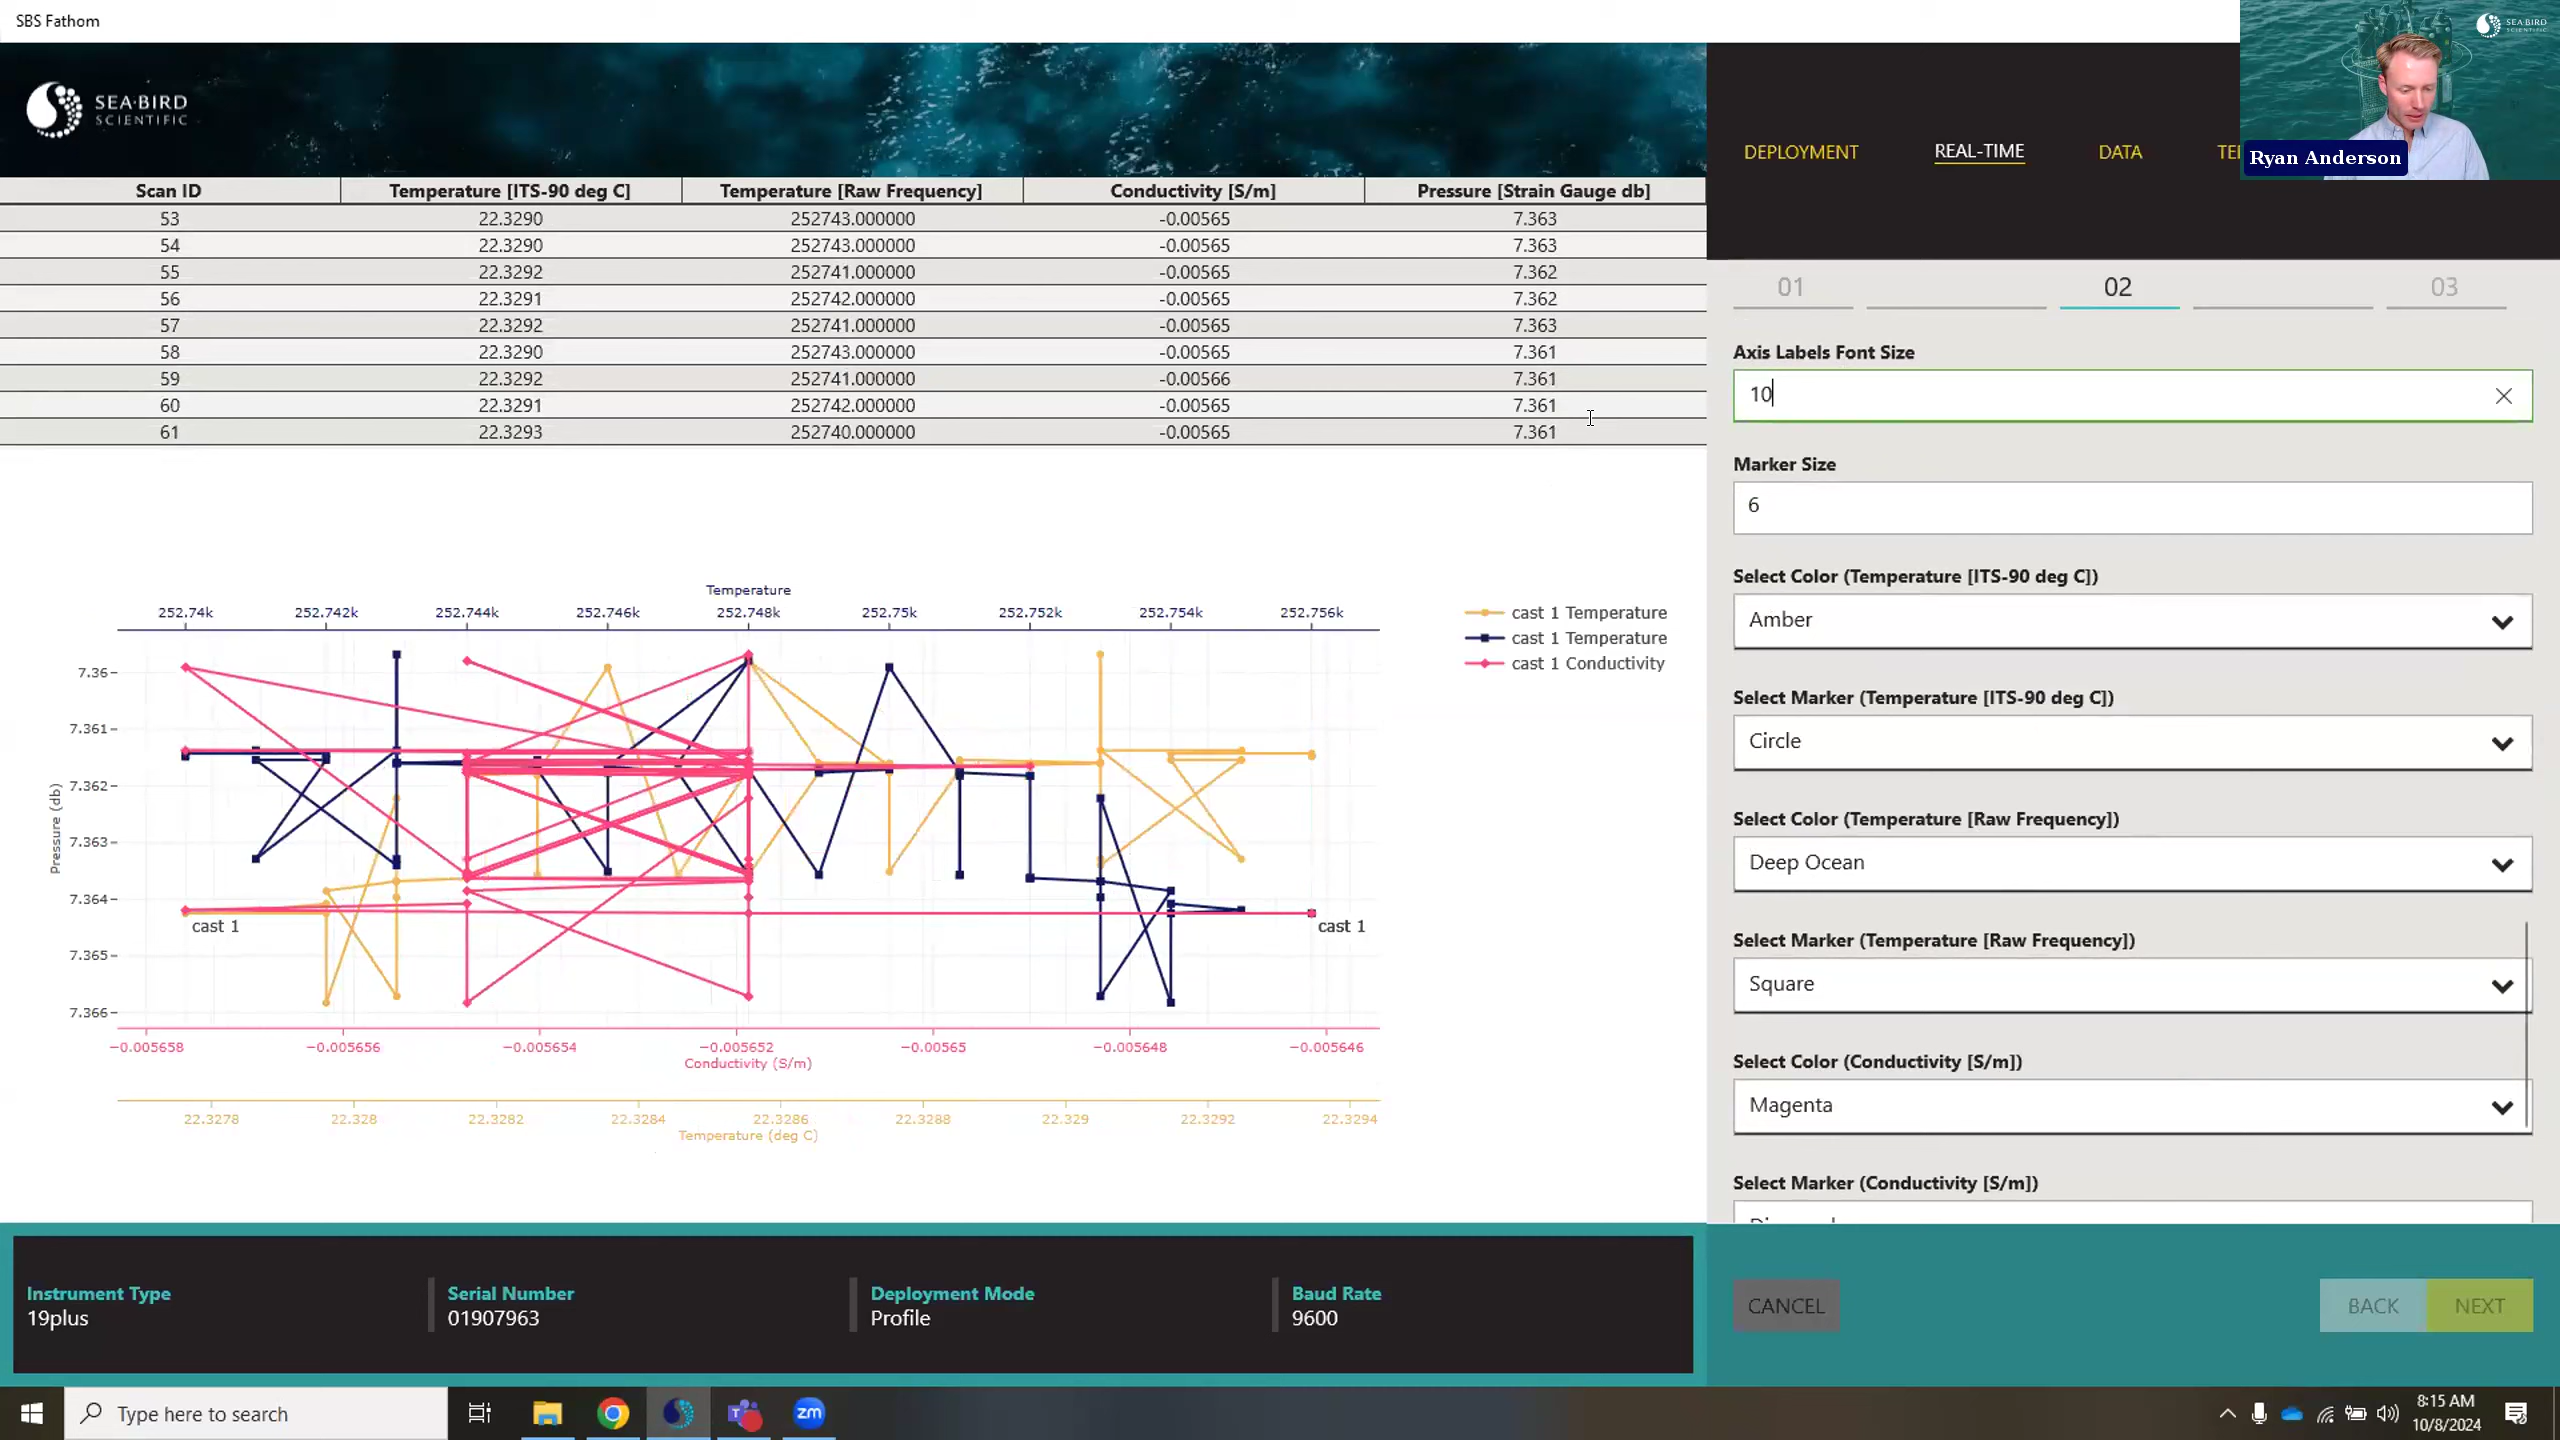 SBS Fathom
SEA·BIRD
SCIENTIFIC
SEA·BIRD
SCIENTIFIC
DEPLOYMENT REAL-TIME DATA
Ryan Anderson
Scan ID Temperature [ITS-90 deg C] Temperature [Raw Frequency] Conductivity [S/m] Pressure [Strain Gauge db]
53 22.3290 252743.000000 -0.00565 7.363
54 22.3290 252743.000000 -0.00565 7.363
55 22.3292 252741.000000 -0.00565 7.362
56 22.3291 252742.000000 -0.00565 7.362
57 22.3292 252741.000000 -0.00565 7.363
58 22.3290 252743.000000 -0.00565 7.361
59 22.3292 252741.000000 -0.00566 7.361
60 22.3291 252742.000000 -0.00565 7.361
61 22.3293 252740.000000 -0.00565 7.361
Temperature
252.74k 252.742k 252.744k 252.746k 252.748k 252.75k 252.752k 252.754k 252.756k
cast 1 Temperature
cast 1 Temperature
cast 1 Conductivity
Pressure (db)
7.36
7.361
7.362
7.363
7.364
7.365
7.366
cast 1
cast 1
−0.005658 −0.005656 −0.005654 −0.005652 −0.00565 −0.005648 −0.005646
Conductivity (S/m)
22.3278 22.328 22.3282 22.3284 22.3286 22.3288 22.329 22.3292 22.3294
Temperature (deg C)
01 02 03
Axis Labels Font Size
10
Marker Size
6
Select Color (Temperature [ITS-90 deg C])
Amber
Select Marker (Temperature [ITS-90 deg C])
Circle
Select Color (Temperature [Raw Frequency])
Deep Ocean
Select Marker (Temperature [Raw Frequency])
Square
Select Color (Conductivity [S/m])
Magenta
Select Marker (Conductivity [S/m])
Instrument Type
19plus
Serial Number
01907963
Deployment Mode
Profile
Baud Rate
9600
CANCEL BACK NEXT
Type here to search
zm
8:15 AM
10/8/2024